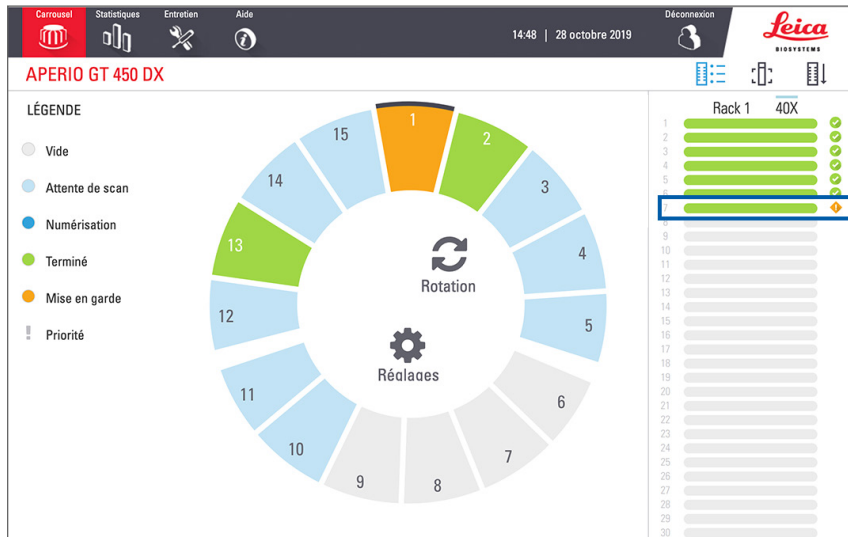 Carrousel Statistiques Entretien Aide
14:48 | 28 octobre 2019
Déconnexion
Leica
BIOSYSTEMS
APERIO GT 450 DX
LÉGENDE
Vide
Attente de scan
Numérisation
Terminé
Mise en garde
! Priorité
1
2
3
4
5
6
7
8
9
10
11
12
13
14
15
Rotation
Réglages
Rack 1 40X
1
2
3
4
5
6
7
8
9
10
11
12
13
14
15
16
17
18
19
20
21
22
23
24
25
26
27
28
29
30